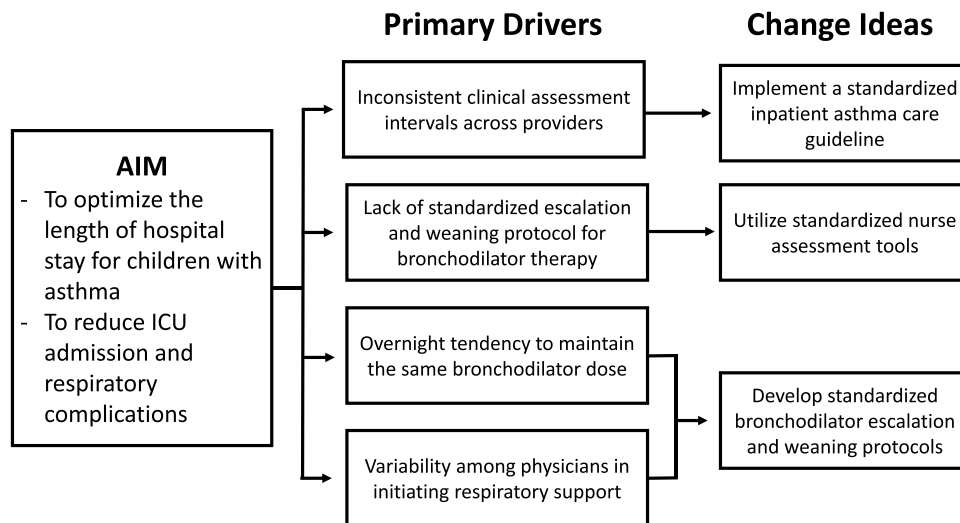 Primary Drivers
Change Ideas
AIM
- To optimize the
length of hospital
stay for children with
asthma
- To reduce ICU
admission and
respiratory
complications
Inconsistent clinical assessment
intervals across providers
Implement a standardized
inpatient asthma care
guideline
Lack of standardized escalation
and weaning protocol for
bronchodilator therapy
Utilize standardized nurse
assessment tools
Overnight tendency to maintain
the same bronchodilator dose
Variability among physicians in
initiating respiratory support
Develop standardized
bronchodilator escalation
and weaning protocols